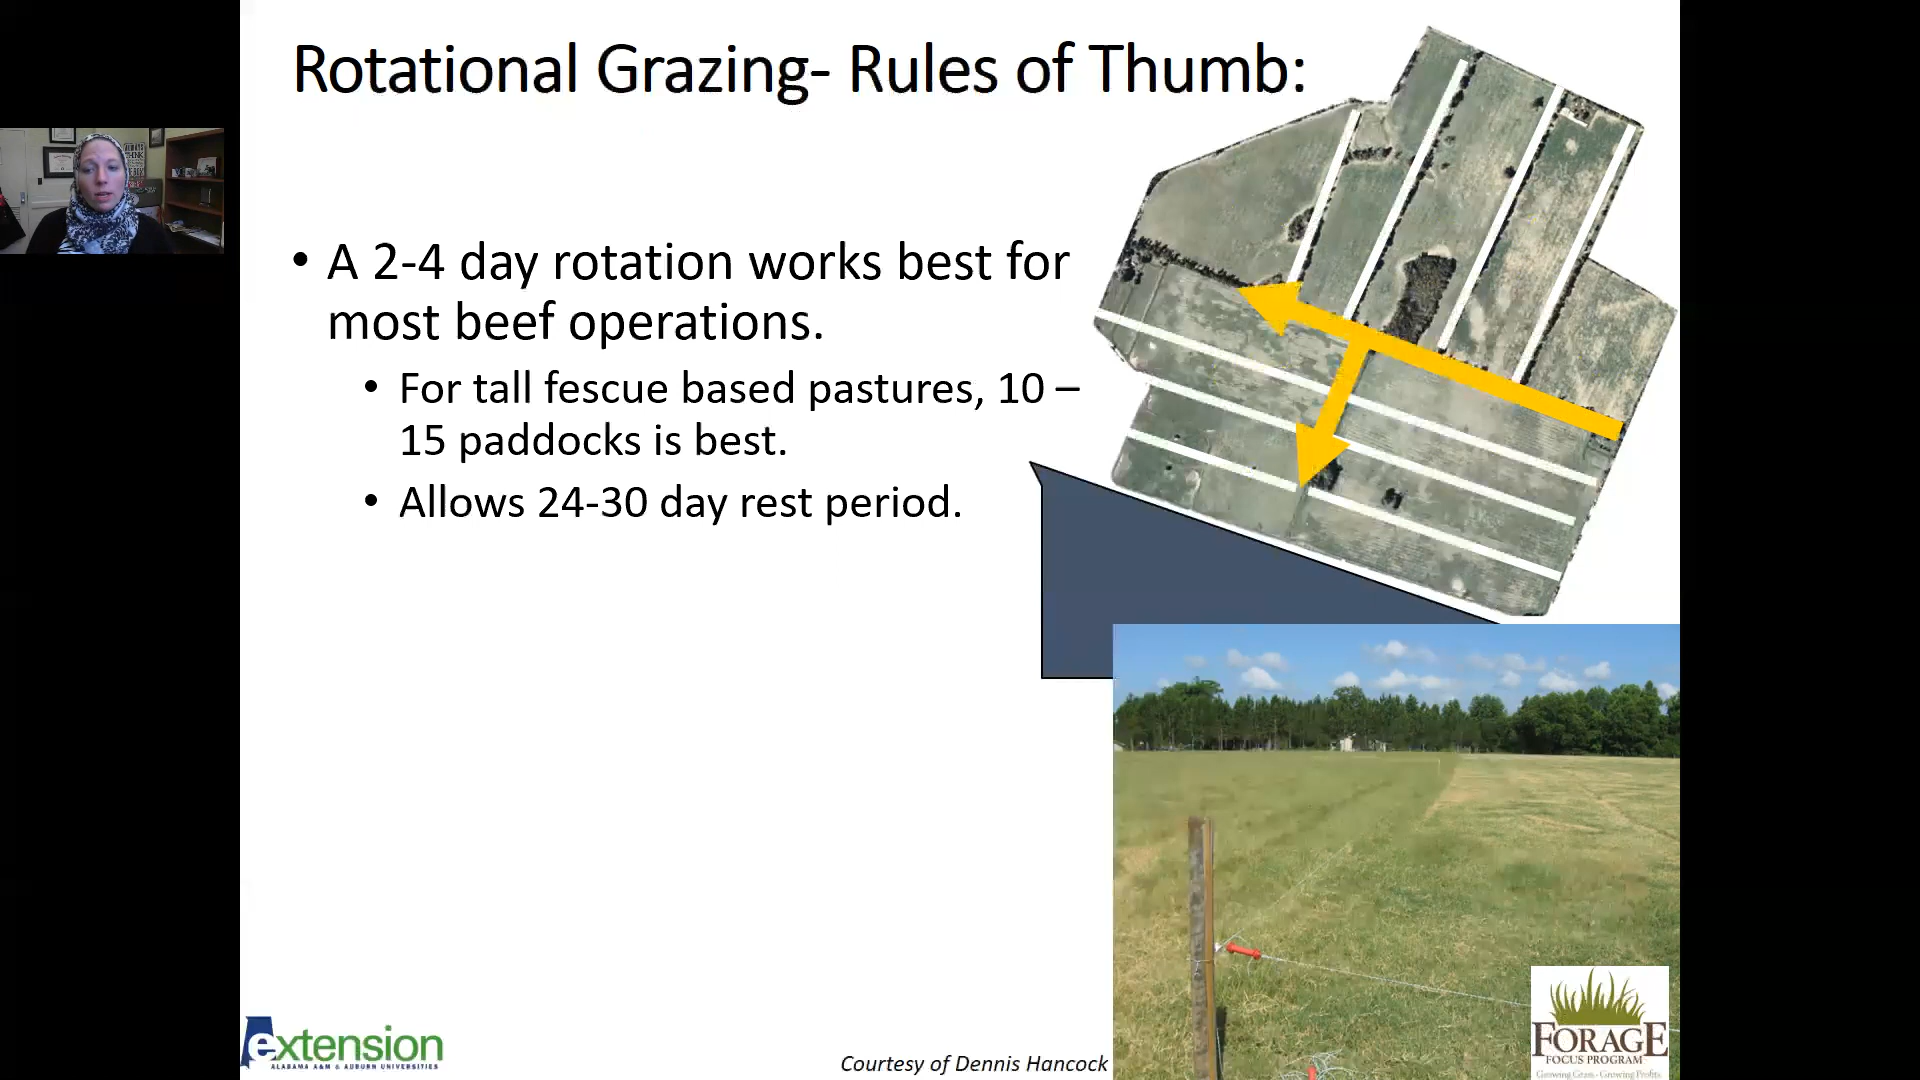 Rotational Grazing- Rules of Thumb:
• A 2-4 day rotation works best for
most beef operations.
• For tall fescue based pastures, 10 –
15 paddocks is best.
• Allows 24-30 day rest period.
extension
ALABAMA A&M & AUBURN UNIVERSITIES
Courtesy of Dennis Hancock
FORAGE
FOCUS PROGRAM
Growing Grass - Growing Profits